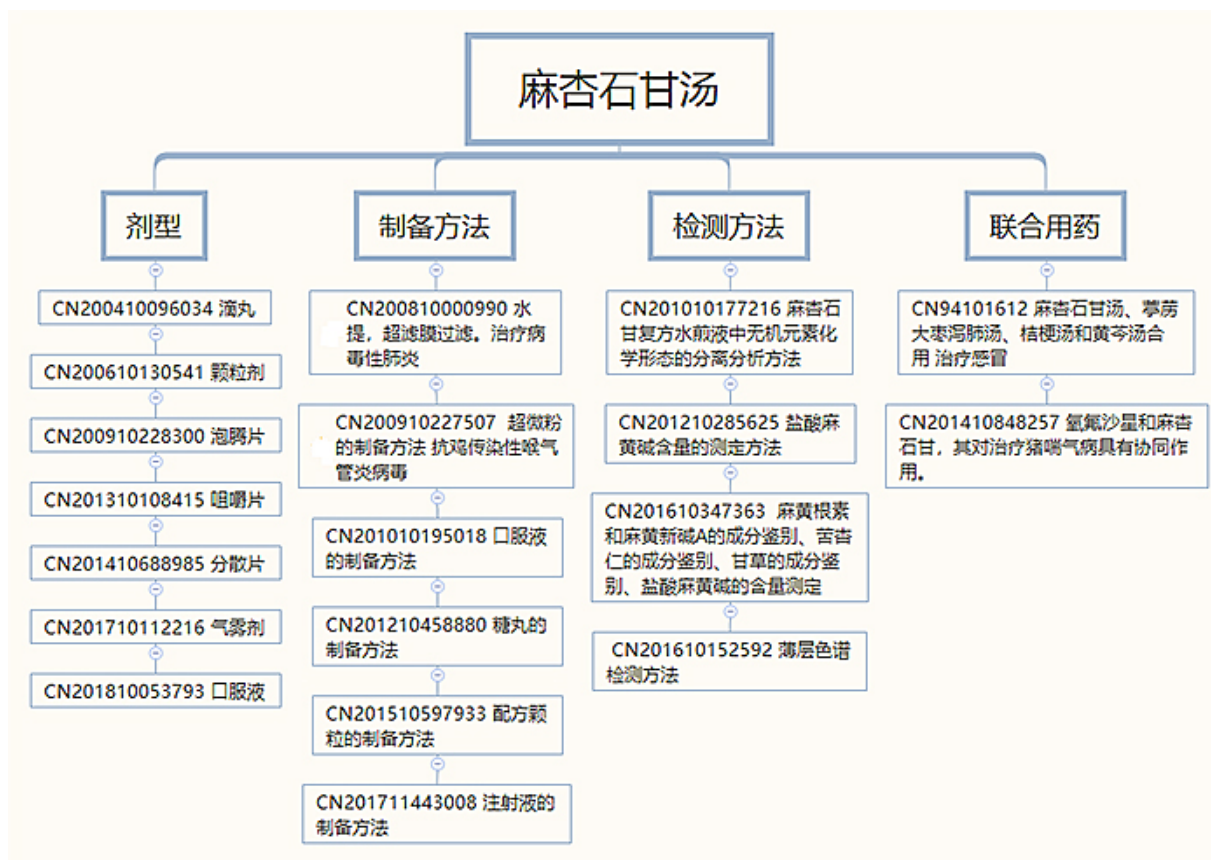 麻杏石甘汤
剂型
CN200410096034 滴丸
CN200610130541 颗粒剂
CN200910228300 泡腾片
CN201310108415 咀嚼片
CN201410688985 分散片
CN201710112216 气雾剂
CN201810053793 口服液
制备方法
CN200810000990 水
提，超滤膜过滤。治疗病
毒性肺炎
CN200910227507 超微粉
的制备方法 抗鸡传染性喉气
管炎病毒
CN201010195018 口服液
的制备方法
CN201210458880 糖丸的
制备方法
CN201510597933 配方颗
粒的制备方法
CN201711443008 注射液的
制备方法
检测方法
CN201010177216 麻杏石
甘复方水煎液中无机元素化
学形态的分离分析方法
CN201210285625 盐酸麻
黄碱含量的测定方法
CN201610347363 麻黄根素
和麻黄新碱A的成分鉴别、苦杏
仁的成分鉴别、甘草的成分鉴
别、盐酸麻黄碱的含量测定
CN201610152592 薄层色谱
检测方法
联合用药
CN94101612 麻杏石甘汤、葶苈
大枣泻肺汤、桔梗汤和黄芩汤合
用 治疗感冒
CN201410848257 氩氟沙星和麻杏
石甘，其对治疗猪喘气病具有协同作
用。